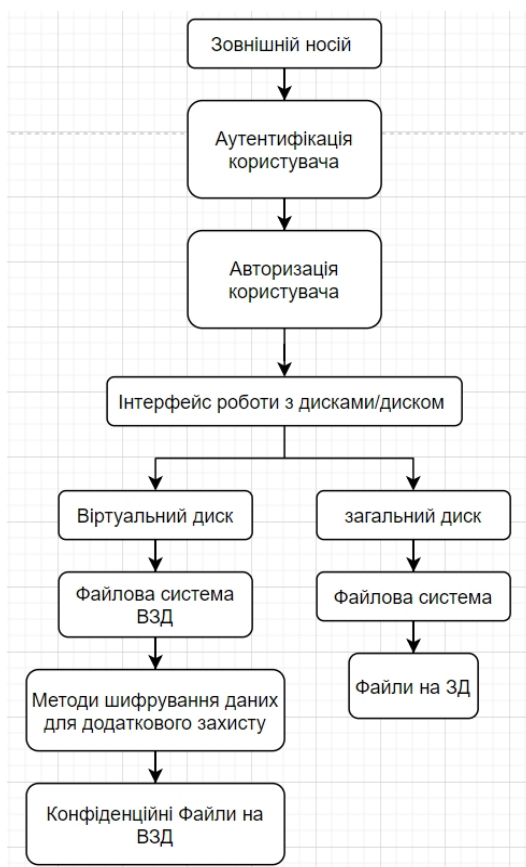 Зовнішній носій
Аутентифікація
користувача
Авторизація
користувача
Інтерфейс роботи з дисками/диском
Віртуальний диск
загальний диск
Файлова система
ВЗД
Файлова система
Методи шифрування даних
для додаткового захисту
Файли на ЗД
Конфіденційні Файли на
ВЗД